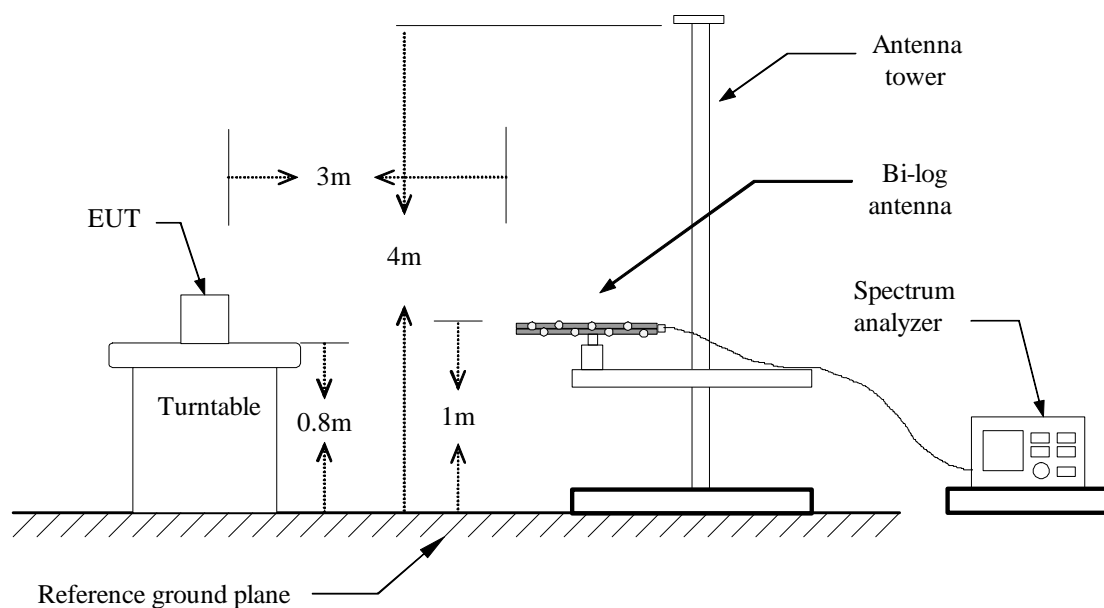 Antenna
tower
3m
Bi-log
antenna
EUT
4m
Spectrum
analyzer
Turntable
0.8m
1m
Reference ground plane